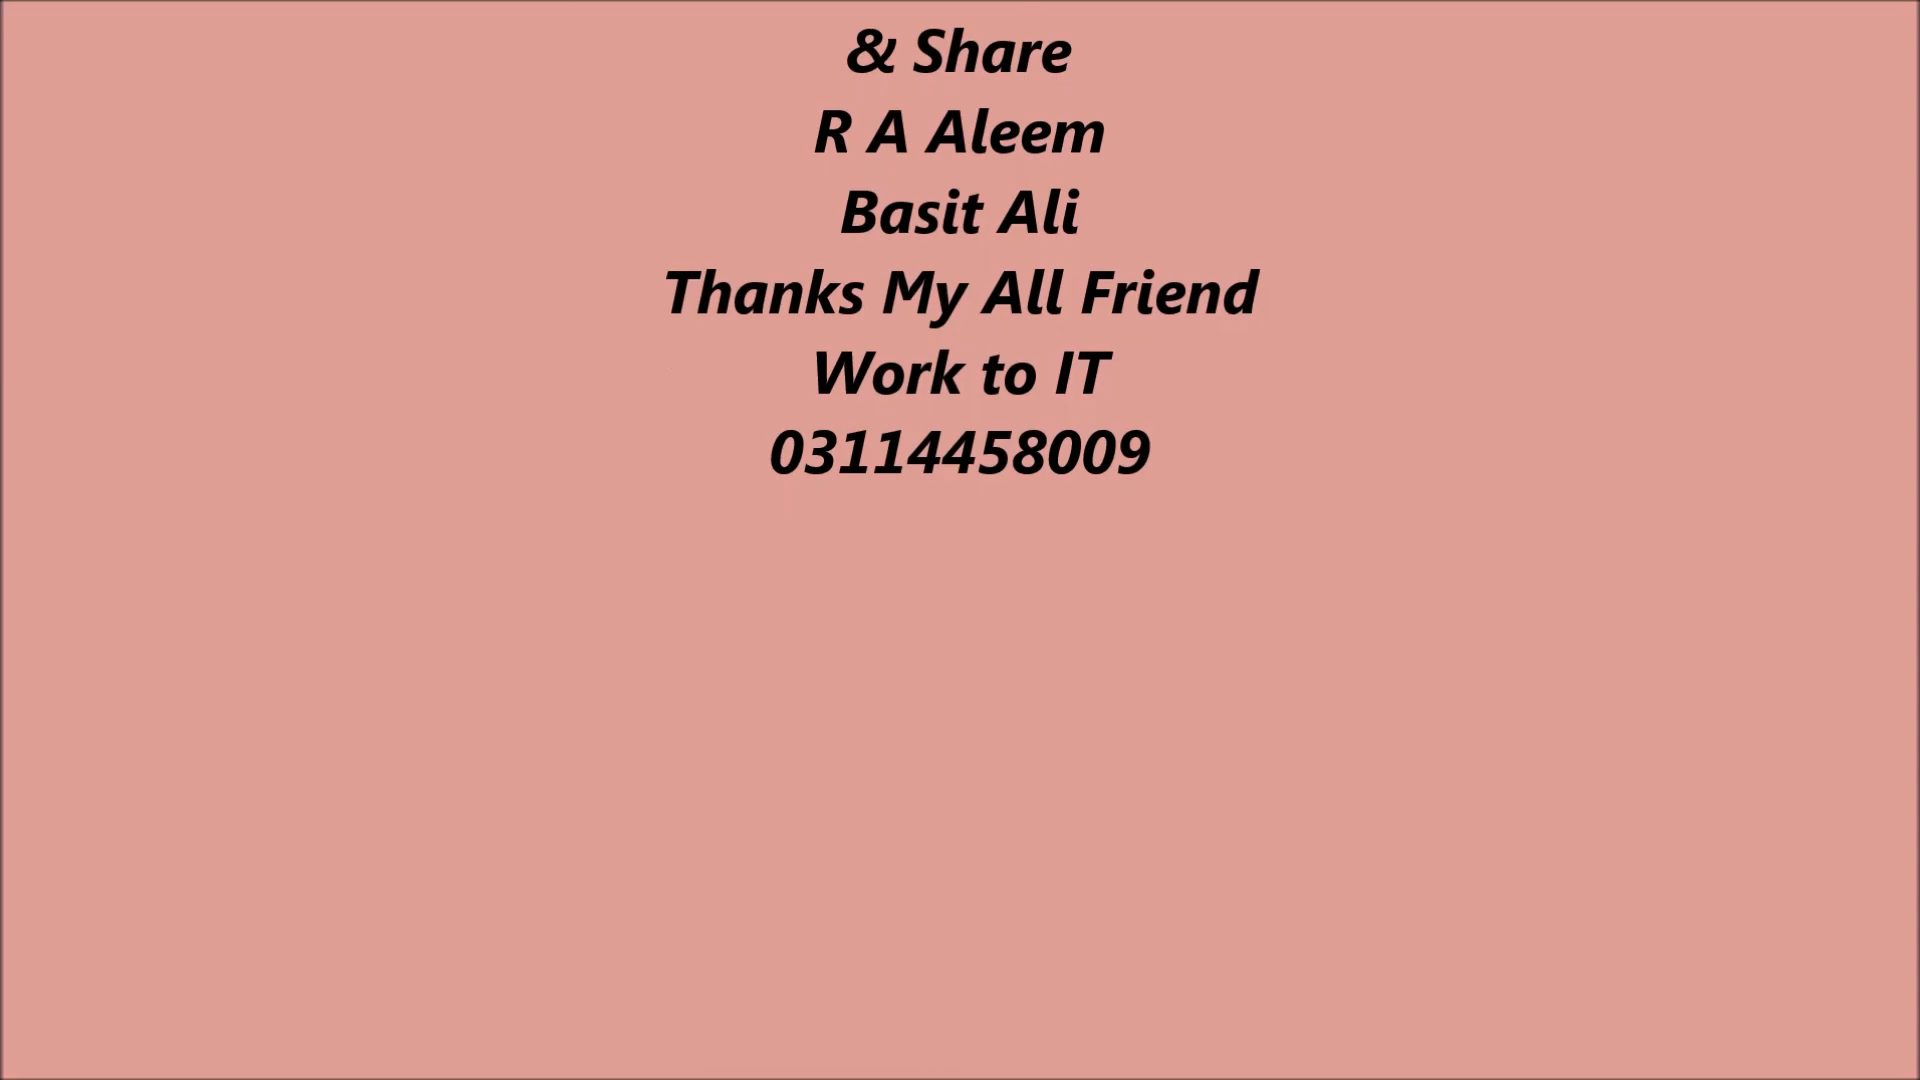 & Share
R A Aleem
Basit Ali
Thanks My All Friend
Work to IT
03114458009